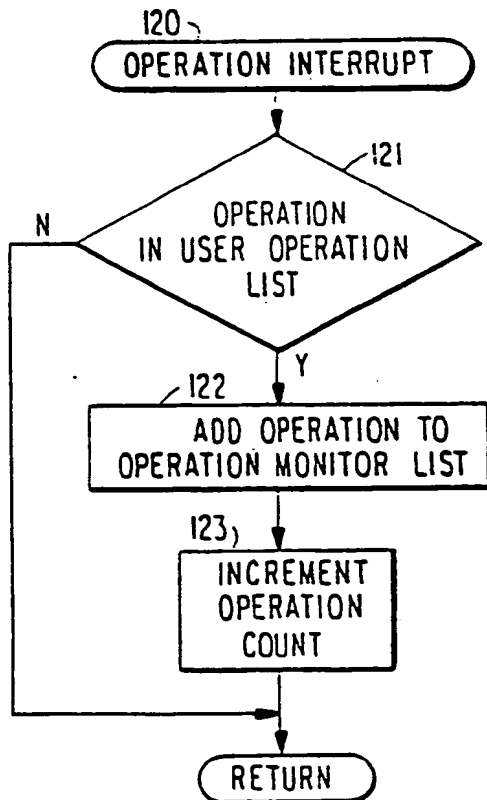 120
OPERATION INTERRUPT
121
OPERATION
IN USER OPERATION
LIST
N
Y
122
ADD OPERATION TO
OPERATION MONITOR LIST
123
INCREMENT
OPERATION
COUNT
RETURN